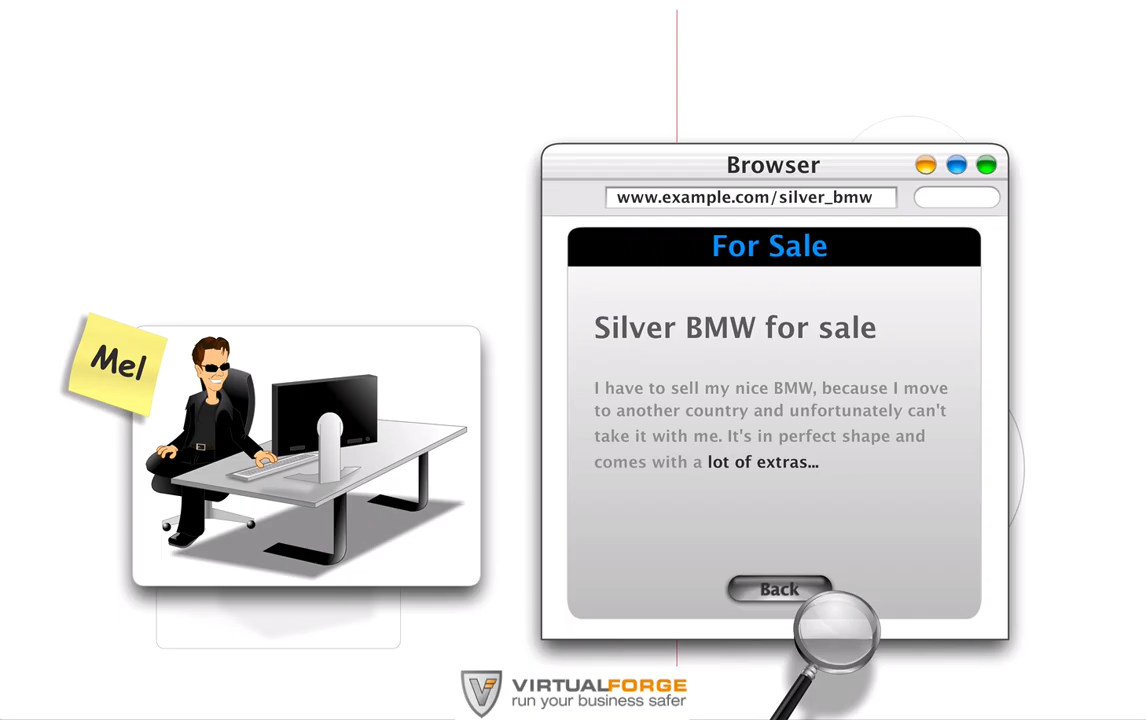 Browser
www.example.com/silver_bmw
For Sale
Silver BMW for sale
Mel
I have to sell my nice BMW, because I move
to another country and unfortunately can't
take it with me. It's in perfect shape and
comes with a lot of extras...
Back
VIRTUALFORGE
run your business safer